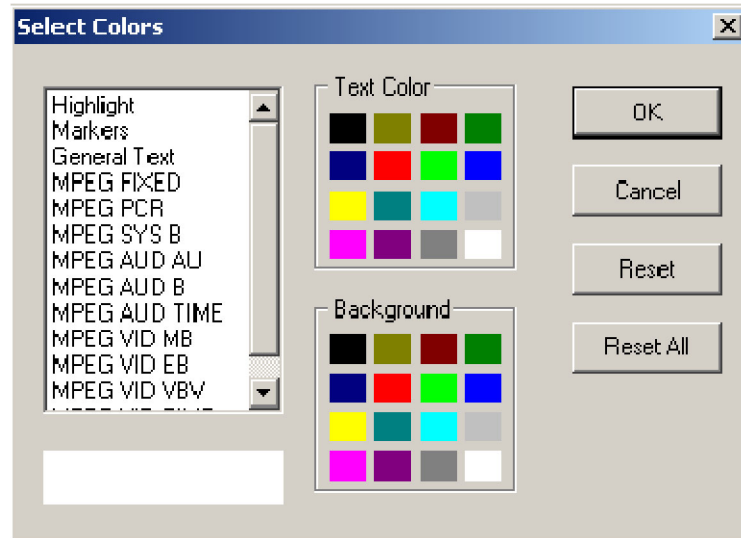 Select Colors
Highlight
Markers
General Text
MPEG FIXED
MPEG PCR
MPEG SYS B
MPEG AUD AU
MPEG AUD B
MPEG AUD TIME
MPEG VID MB
MPEG VID EB
MPEG VID VBV
Text Color
Background
OK
Cancel
Reset
Reset All